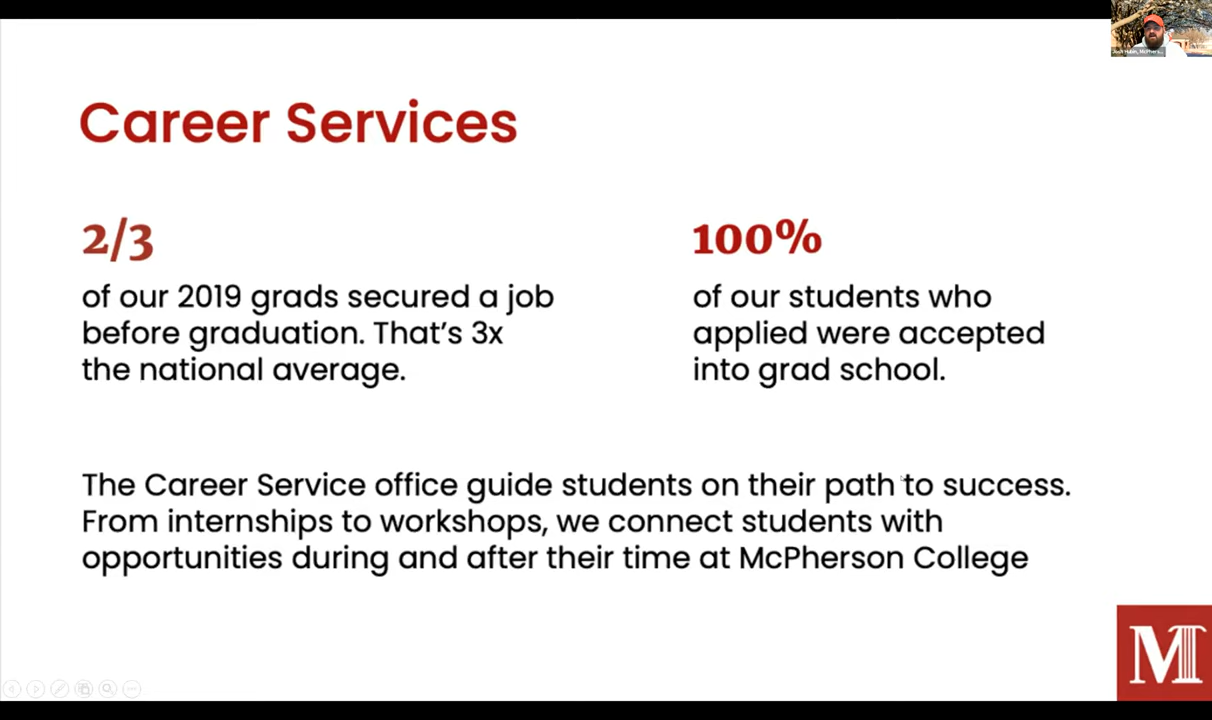 Career Services
2/3
of our 2019 grads secured a job
before graduation. That's 3x
the national average.
100%
of our students who
applied were accepted
into grad school.
The Career Service office guide students on their path to success.
From internships to workshops, we connect students with
opportunities during and after their time at McPherson College
M